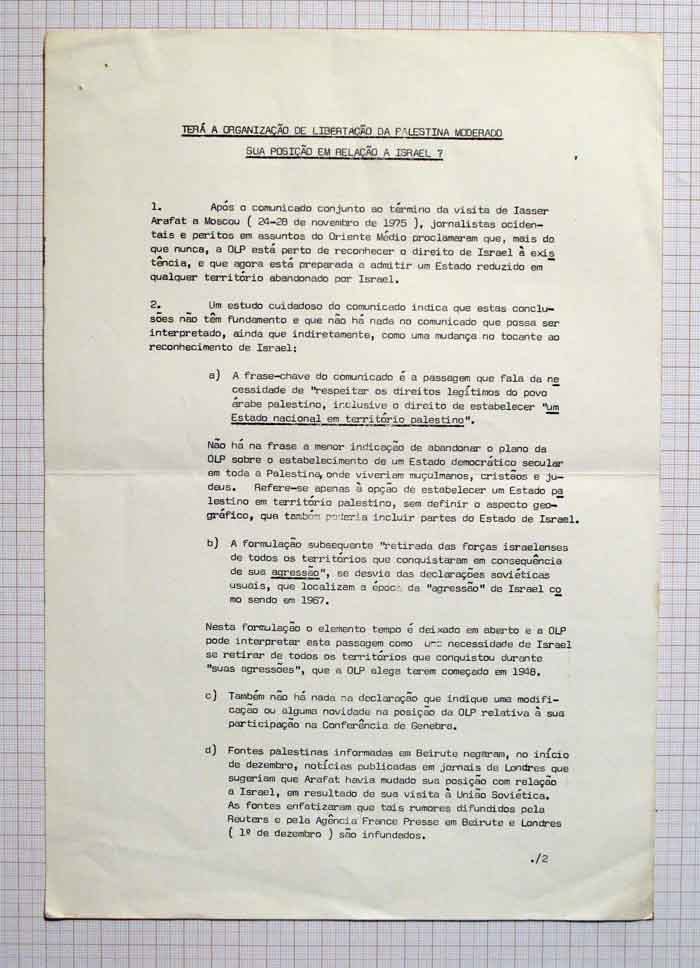 TERÁ A ORGANIZAÇÃO DE LIBERTAÇÃO DA PALESTINA MODERADO
SUA POSIÇÃO EM RELAÇÃO A ISRAEL ?
1. Após o comunicado conjunto ao término da visita de Iasser
Arafat a Moscou ( 24-28 de novembro de 1975 ), jornalistas ociden-
tais e peritos em assuntos do Oriente Médio proclamaram que, mais do
que nunca, a OLP está perto de reconhecer o direito de Israel à exis
tência, e que agora está preparada a admitir um Estado reduzido em
qualquer território abandonado por Israel.
2. Um estudo cuidadoso do comunicado indica que estas conclu-
sões não têm fundamento e que não há nada no comunicado que possa ser
interpretado, ainda que indiretamente, como uma mudança no tocante ao
reconhecimento de Israel:
a) A frase-chave do comunicado é a passagem que fala da ne
cessidade de "respeitar os direitos legítimos do povo
árabe palestino, inclusive o direito de estabelecer "um
Estado nacional em território palestino".
Não há na frase a menor indicação de abandonar o plano da
OLP sobre o estabelecimento de um Estado democrático secular
em toda a Palestina, onde viveriam muçulmanos, cristãos e ju-
deus. Refere-se apenas à opção de estabelecer um Estado pa
lestino em território palestino, sem definir o aspecto geo-
gráfico, que também poderia incluir partes do Estado de Israel.
b) A formulação subsequente "retirada das forças israelenses
de todos os territórios que conquistaram em consequência
de sua agressão", se desvia das declarações soviéticas
usuais, que localizam a época da "agressão" de Israel co
mo sendo em 1967.
Nesta formulação o elemento tempo é deixado em aberto e a OLP
pode interpretar esta passagem como uma necessidade de Israel
se retirar de todos os territórios que conquistou durante
"suas agressões", que a OLP alega terem começado em 1948.
c) Também não há nada na declaração que indique uma modifi-
cação ou alguma novidade na posição da OLP relativa à sua
participação na Conferência de Genebra.
d) Fontes palestinas informadas em Beirute negaram, no início
de dezembro, notícias publicadas em jornais de Londres que
sugeriam que Arafat havia mudado sua posição com relação
a Israel, em resultado de sua visita à União Soviética.
As fontes enfatizaram que tais rumores difundidos pela
Reuters e pela Agência France Presse em Beirute e Londres
( 1º de dezembro ) são infundados.
./2